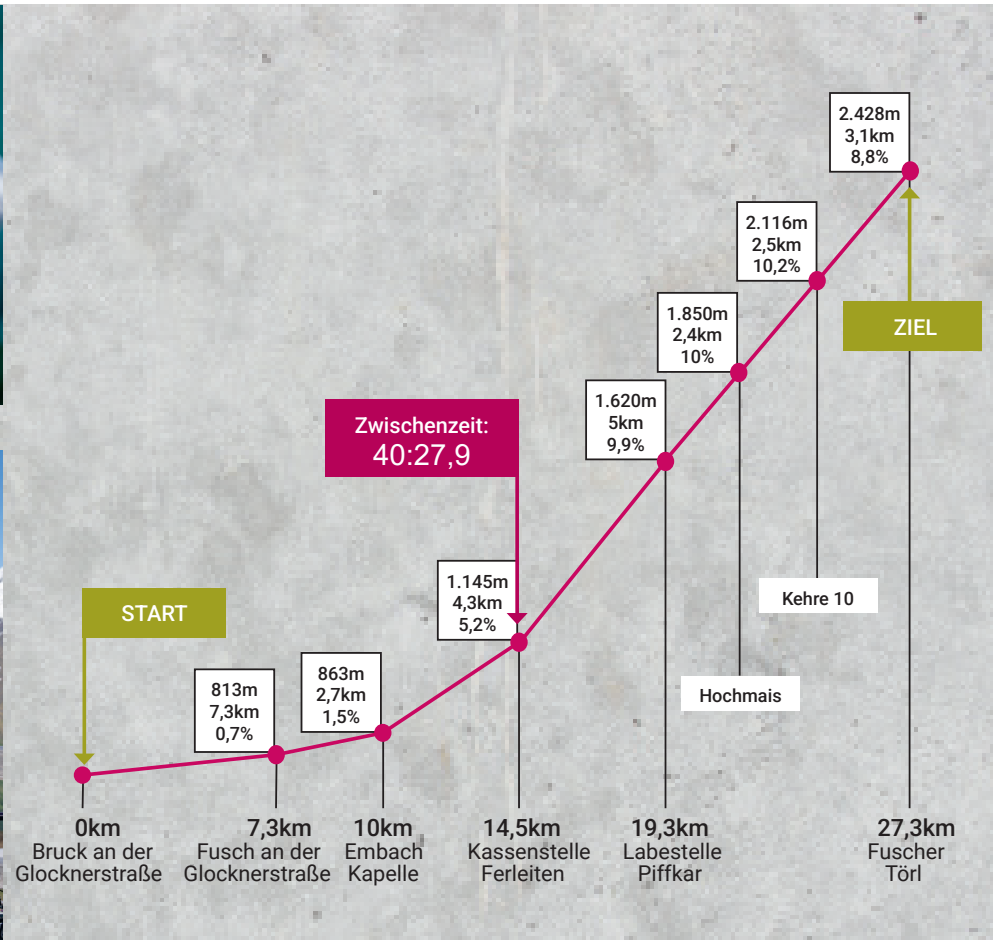 2.428m
3,1km
8,8%
2.116m
2,5km
10,2%
ZIEL
1.850m
2,4km
10%
1.620m
5km
9,9%
Zwischenzeit:
40:27,9
1.145m
4,3km
5,2%
START
Kehre 10
863m
2,7km
1,5%
813m
7,3km
0,7%
Hochmais
0km
Bruck an der
Glocknerstraße
7,3km
Fusch an der
Glocknerstraße
10km
Embach
Kapelle
14,5km
Kassenstelle
Ferleiten
19,3km
Labestelle
Piffkar
27,3km
Fuscher
Törl